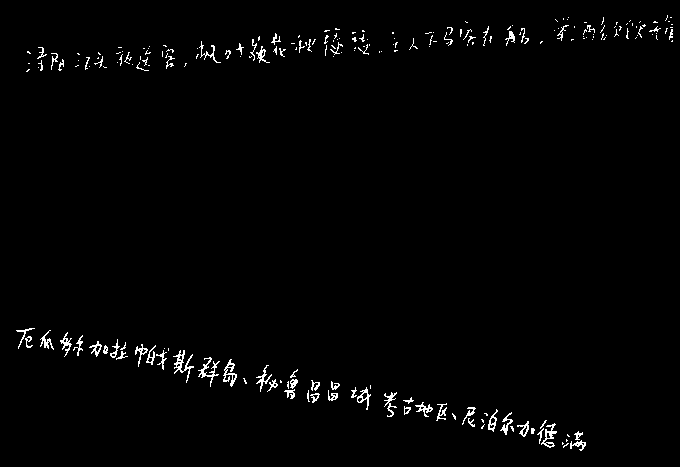 浔阳江头夜送客，枫叶荻花秋瑟瑟。主人下马客在船，举酒欲饮无管
厄瓜多尔加拉帕戈斯群岛、秘鲁昌昌城考古地区、尼泊尔加德满